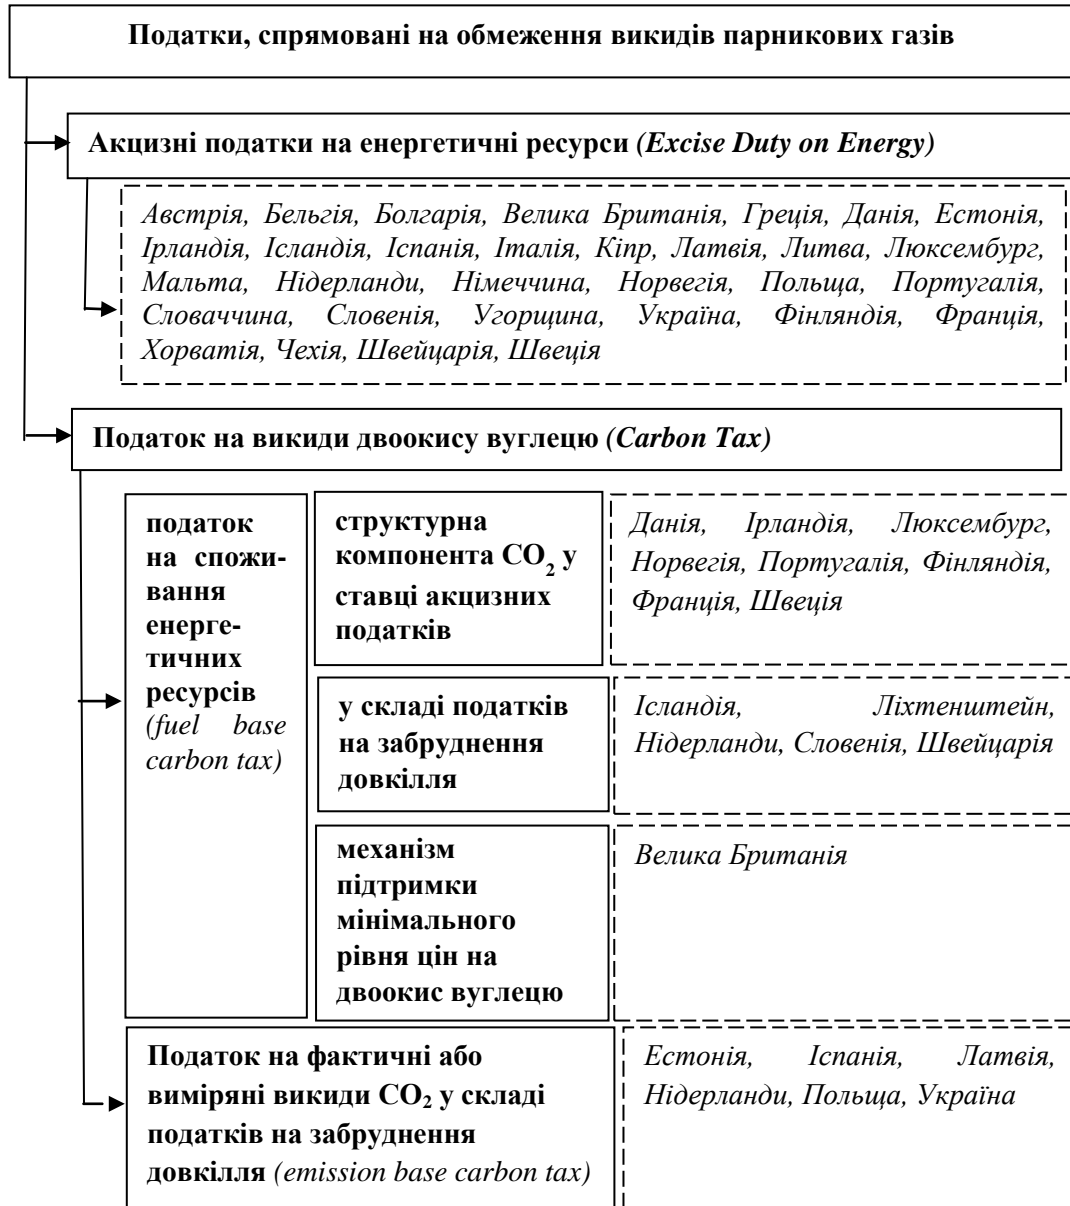 Податки, спрямовані на обмеження викидів парникових газів
Акцизні податки на енергетичні ресурси (Excise Duty on Energy)
Австрія, Бельгія, Болгарія, Велика Британія, Греція, Данія, Естонія,
Ірландія, Ісландія, Іспанія, Італія, Кіпр, Латвія, Литва, Люксембург,
Мальта, Нідерланди, Німеччина, Норвегія, Польща, Португалія,
Словаччина, Словенія, Угорщина, Україна, Фінляндія, Франція,
Хорватія, Чехія, Швейцарія, Швеція
Податок на викиди двоокису вуглецю (Carbon Tax)
податок
на спожи-
вання
енерге-
тичних
ресурсів
(fuel base
carbon tax)
структурна
компонента CO₂ у
ставці акцизних
податків
Данія, Ірландія, Люксембург,
Норвегія, Португалія, Фінляндія,
Франція, Швеція
у складі податків
на забруднення
довкілля
Ісландія, Ліхтенштейн,
Нідерланди, Словенія, Швейцарія
механізм
підтримки
мінімального
рівня цін на
двоокис вуглецю
Велика Британія
Податок на фактичні або
виміряні викиди CO₂ у складі
податків на забруднення
довкілля (emission base carbon tax)
Естонія, Іспанія, Латвія,
Нідерланди, Польща, Україна